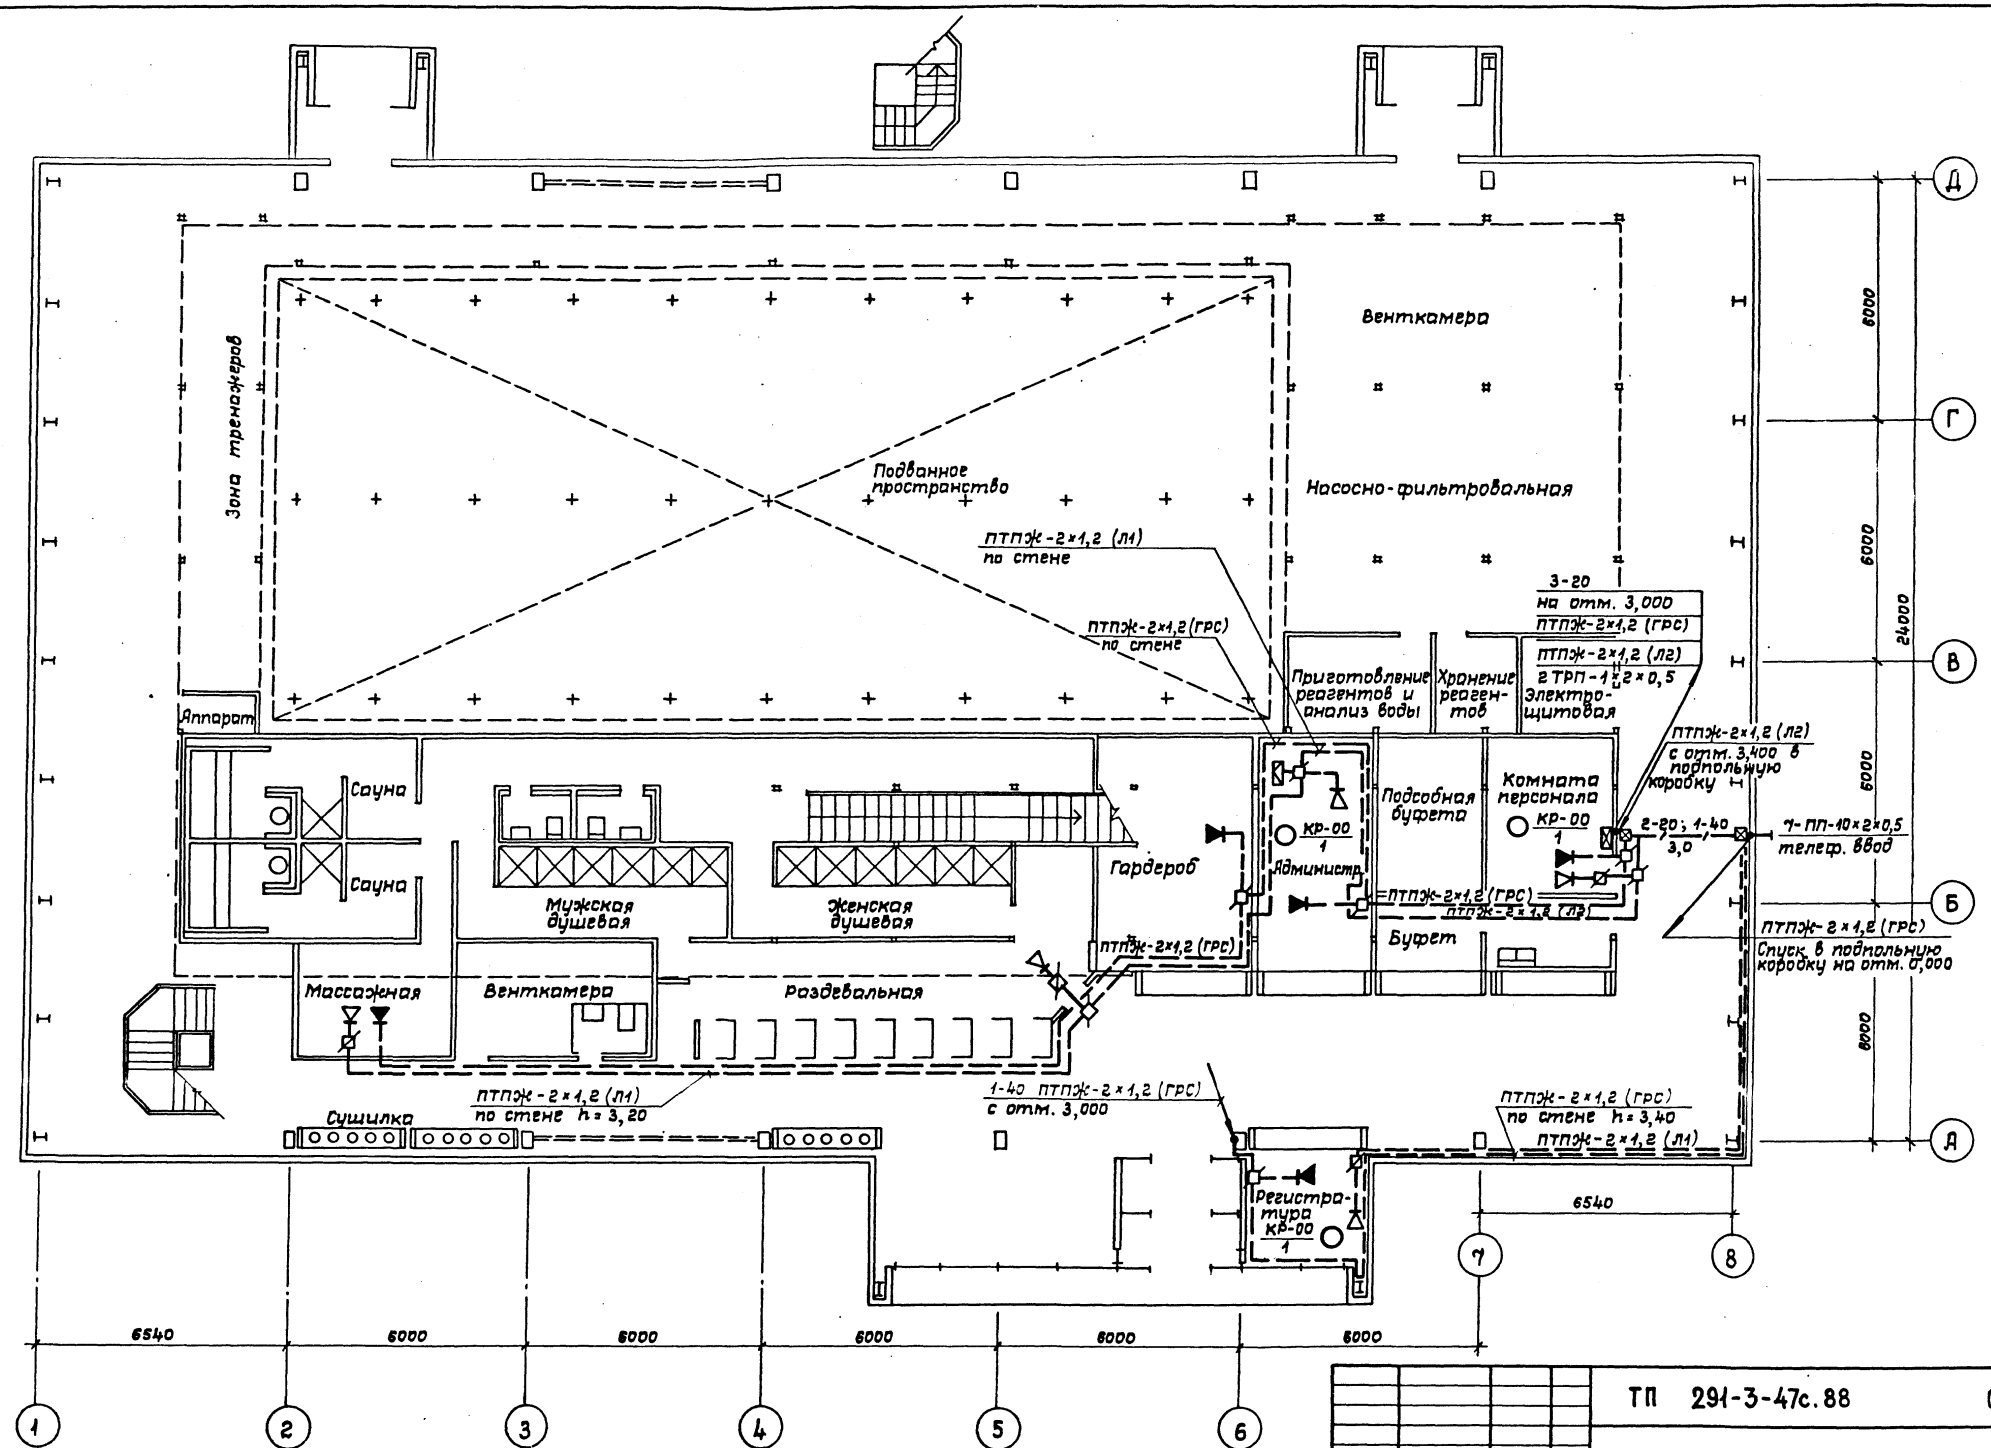 Д
6000
Венткамера
Зона тренажеров
Г
Подванное
пространство
Насосно-фильтровальная
ПТПЖ-2×1,2 (Л1)
по стене
6000
3-20
на отм. 3,000
ПТПЖ-2×1,2 (ГРС)
ПТПЖ-2×1,2 (Л2)
2 ТРП-1×2×0,5
24000
ПТПЖ-2×1,2 (ГРС)
по стене
В
Приготовление
реагентов и
анализ воды
Хранение
реаген-
тов
Электро-
щитовая
Аппарат
ПТПЖ-2×1,2 (Л2)
с отм. 3,400 в
подпольную
коробку
6000
Сауна
Комната
персонала
КР-00
1
Подсобная
буфета
КР-00
1
2-20; 1-40
3,0
1-ПП-10×2×0,5
телеф. ввод
Гардероб
Администр.
Сауна
Мужская
душевая
Женская
душевая
ПТПЖ-2×1,2 (ГРС)
ПТПЖ-2×1,2 (Л2)
Б
Буфет
ПТПЖ-2×1,2 (ГРС)
ПТПЖ-2×1,2 (ГРС)
Спуск в подпольную
коробку на отм. 0,000
Массажная
Венткамера
Раздевальная
6000
ПТПЖ-2×1,2 (Л1)
по стене h=3,20
1-40 ПТПЖ-2×1,2 (ГРС)
с отм. 3,000
ПТПЖ-2×1,2 (ГРС)
по стене h=3,40
ПТПЖ-2×1,2 (Л1)
Сушилка
А
Регистра-
тура
КР-00
1
6540
7
8
6540
6000
6000
6000
6000
6000
1
2
3
4
5
6
ТП 291-3-47с.88